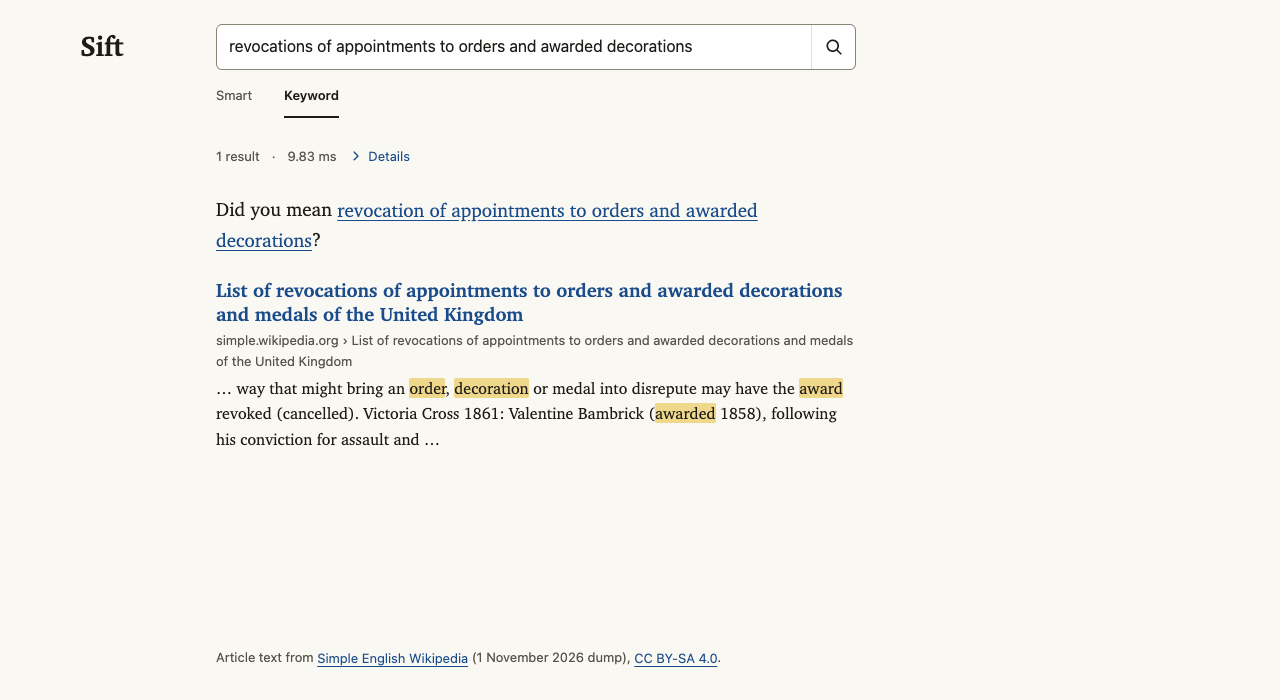 Sift
revocations of appointments to orders and awarded decorations
Smart
Keyword
1 result · 9.83 ms
Details
Did you mean revocation of appointments to orders and awarded
decorations?
List of revocations of appointments to orders and awarded decorations
and medals of the United Kingdom
simple.wikipedia.org › List of revocations of appointments to orders and awarded decorations and medals
of the United Kingdom
… way that might bring an order, decoration or medal into disrepute may have the award
revoked (cancelled). Victoria Cross 1861: Valentine Bambrick (awarded 1858), following
his conviction for assault and …
Article text from Simple English Wikipedia (1 November 2026 dump), CC BY-SA 4.0.